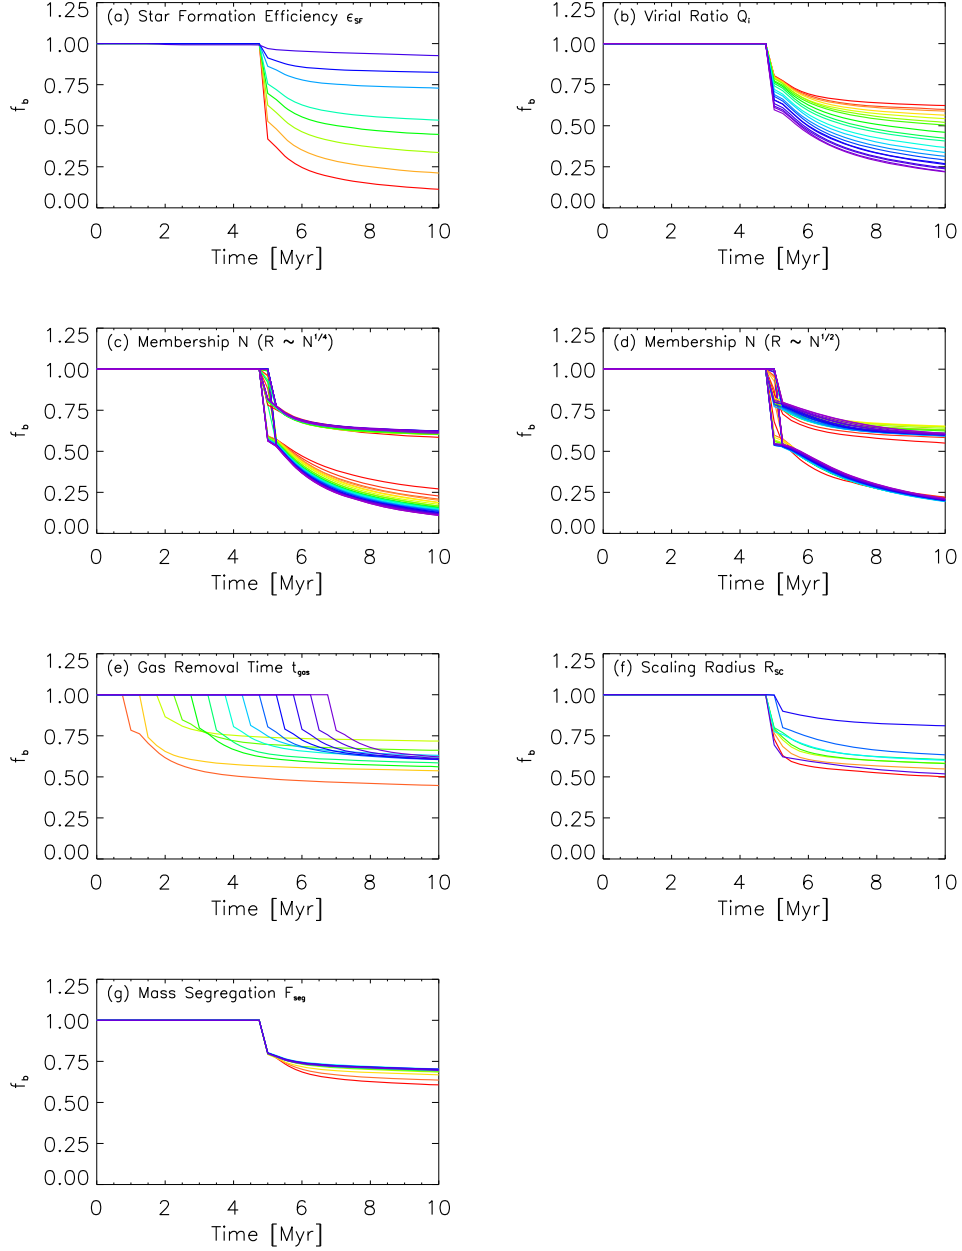 (a) Star Formation Efficiency ε_SF
1.25
1.00
0.75
0.50
0.25
0.00
f_b
0 2 4 6 8 10
Time [Myr]
(b) Virial Ratio Q_i
1.25
1.00
0.75
0.50
0.25
0.00
f_b
0 2 4 6 8 10
Time [Myr]
(c) Membership N (R ~ N^1/4)
1.25
1.00
0.75
0.50
0.25
0.00
f_b
0 2 4 6 8 10
Time [Myr]
(d) Membership N (R ~ N^1/2)
1.25
1.00
0.75
0.50
0.25
0.00
f_b
0 2 4 6 8 10
Time [Myr]
(e) Gas Removal Time t_gas
1.25
1.00
0.75
0.50
0.25
0.00
f_b
0 2 4 6 8 10
Time [Myr]
(f) Scaling Radius R_SC
1.25
1.00
0.75
0.50
0.25
0.00
f_b
0 2 4 6 8 10
Time [Myr]
(g) Mass Segregation F_seg
1.25
1.00
0.75
0.50
0.25
0.00
f_b
0 2 4 6 8 10
Time [Myr]